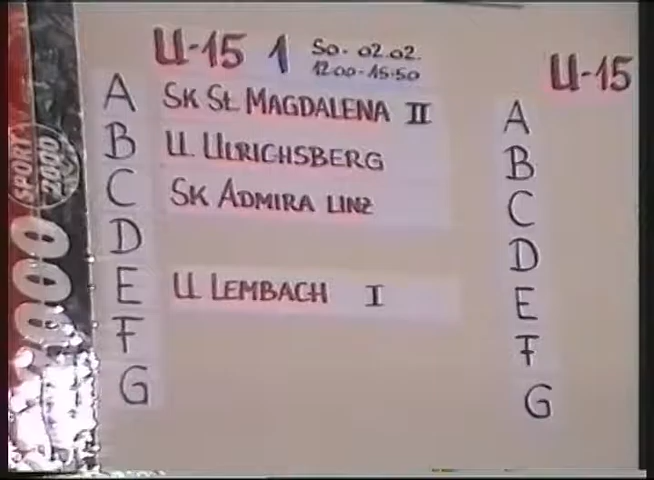 U-15 1 So. 02.02.
12.00-15.50
A SK St. MAGDALENA II
B U. ULRICHSBERG
C SK ADMIRA LINZ
D
E U. LEMBACH I
F
G
U-15
A
B
C
D
E
F
G
SPORT
2000
2000